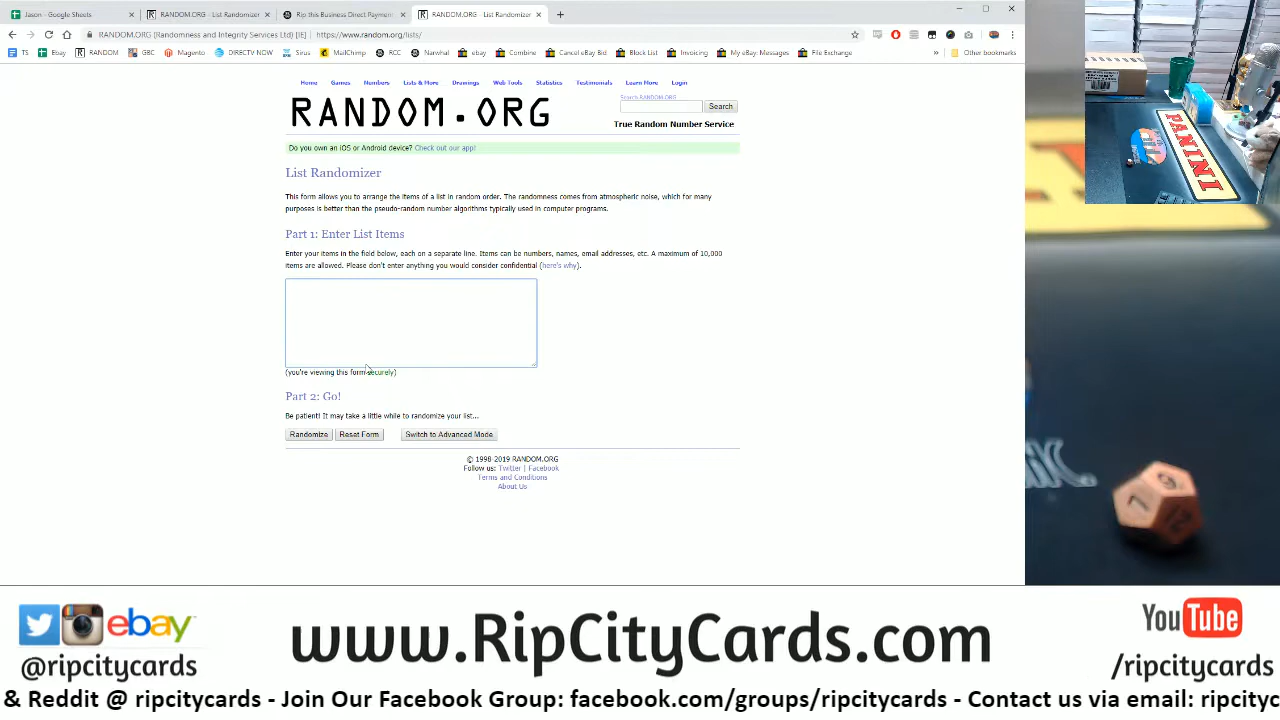 Jason - Google Sheets
RANDOM.ORG - List Randomizer
Rip this Business Direct Payment
RANDOM.ORG - List Randomizer
RANDOM.ORG (Randomness and Integrity Services Ltd) [IE] | https://www.random.org/lists/
TS Ebay RANDOM GBC Magento DIRECTV NOW Sirus MailChimp RCC Narwhal ebay Combine Cancel eBay Bid Block List Invoicing My eBay: Messages File Exchange » Other bookmarks
Home Games Numbers Lists & More Drawings Web Tools Statistics Testimonials Learn More Login
RANDOM.ORG
Search RANDOM.ORG
Search
True Random Number Service
Do you own an iOS or Android device? Check out our app!
List Randomizer
This form allows you to arrange the items of a list in random order. The randomness comes from atmospheric noise, which for many
purposes is better than the pseudo-random number algorithms typically used in computer programs.
Part 1: Enter List Items
Enter your items in the field below, each on a separate line. Items can be numbers, names, email addresses, etc. A maximum of 10,000
items are allowed. Please don't enter anything you would consider confidential (here's why).
(you're viewing this form securely)
Part 2: Go!
Be patient! It may take a little while to randomize your list...
Randomize Reset Form Switch to Advanced Mode
© 1998-2019 RANDOM.ORG
Follow us: Twitter | Facebook
Terms and Conditions
About Us
PANINI
12
ebay
@ripcitycards
www.RipCityCards.com
YouTube
/ripcitycards
& Reddit @ ripcitycards - Join Our Facebook Group: facebook.com/groups/ripcitycards - Contact us via email: ripcityc